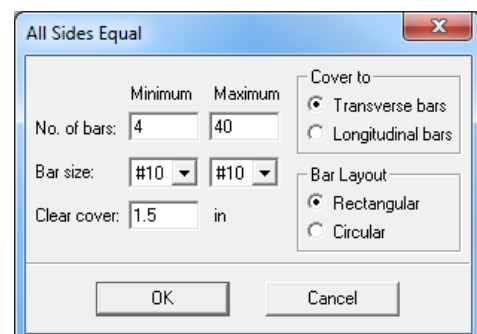 All Sides Equal
Minimum Maximum
No. of bars: 4 40
Bar size: #10 #10
Clear cover: 1.5 in
Cover to
Transverse bars
Longitudinal bars
Bar Layout
Rectangular
Circular
OK Cancel